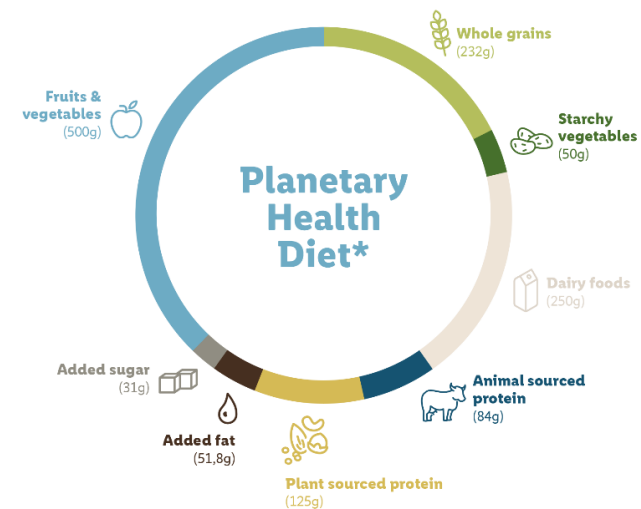 Planetary
Health
Diet*
Whole grains
(232g)
Starchy
vegetables
(50g)
Dairy foods
(250g)
Animal sourced
protein
(84g)
Plant sourced protein
(125g)
Added fat
(51,8g)
Added sugar
(31g)
Fruits &
vegetables
(500g)